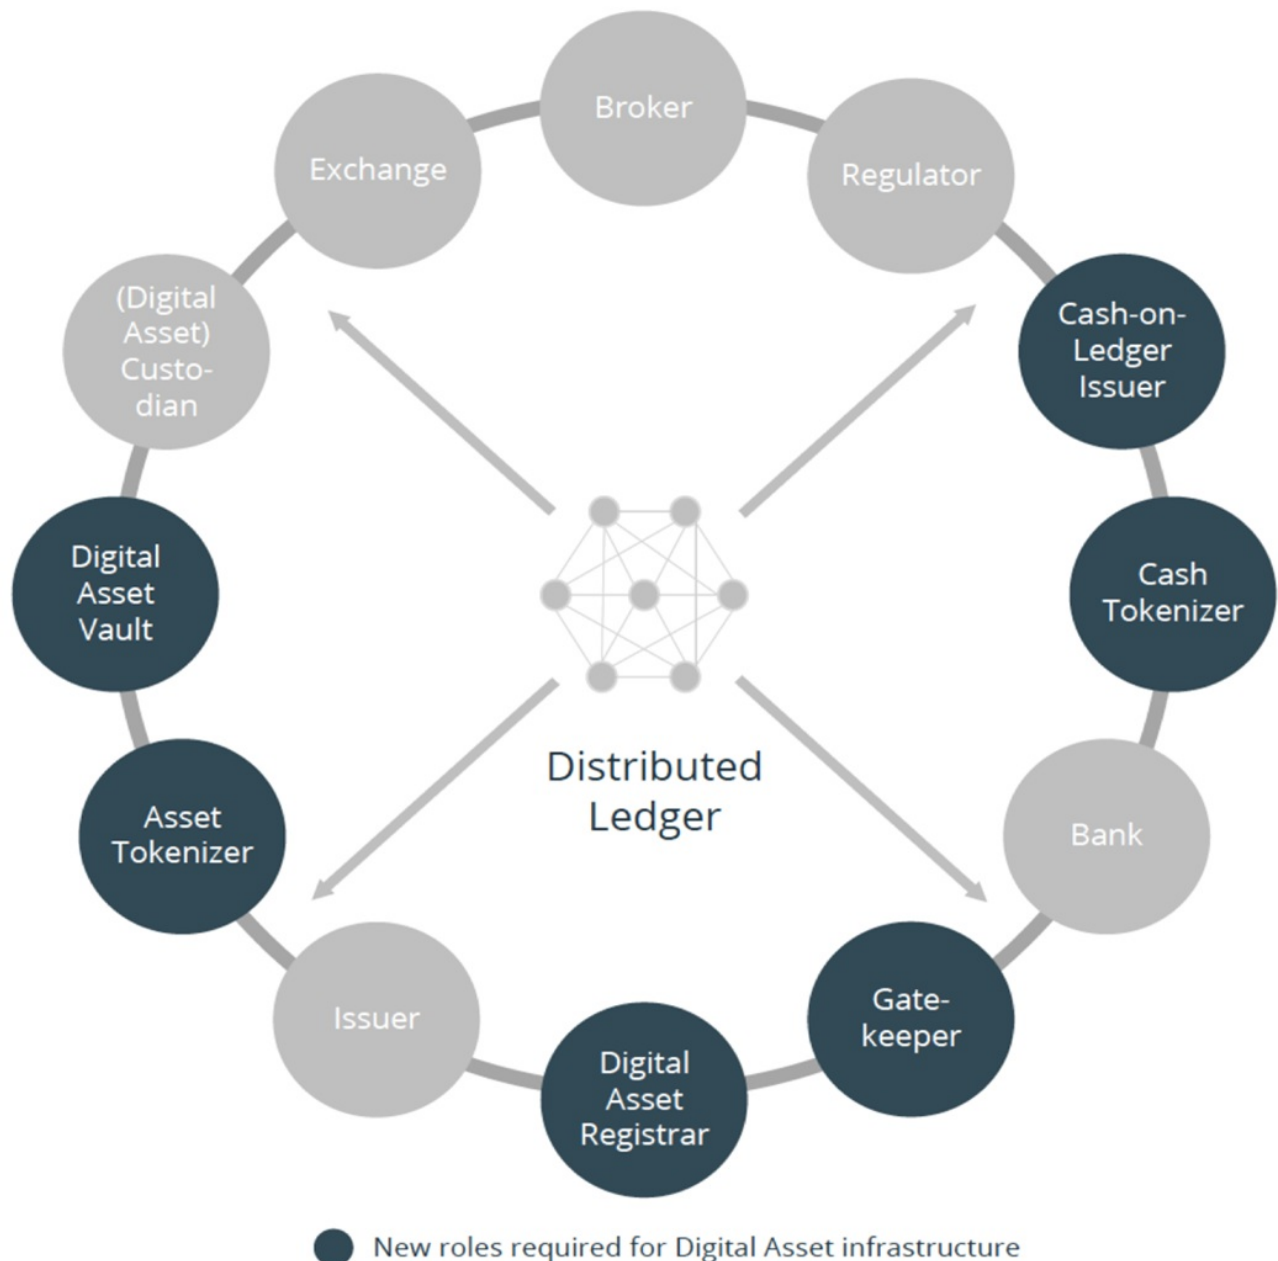 Broker
Exchange
Regulator
(Digital
Asset)
Custo-
dian
Cash-on-
Ledger
Issuer
Digital
Asset
Vault
Cash
Tokenizer
Distributed
Ledger
Asset
Tokenizer
Bank
Issuer
Gate-
keeper
Digital
Asset
Registrar
New roles required for Digital Asset infrastructure